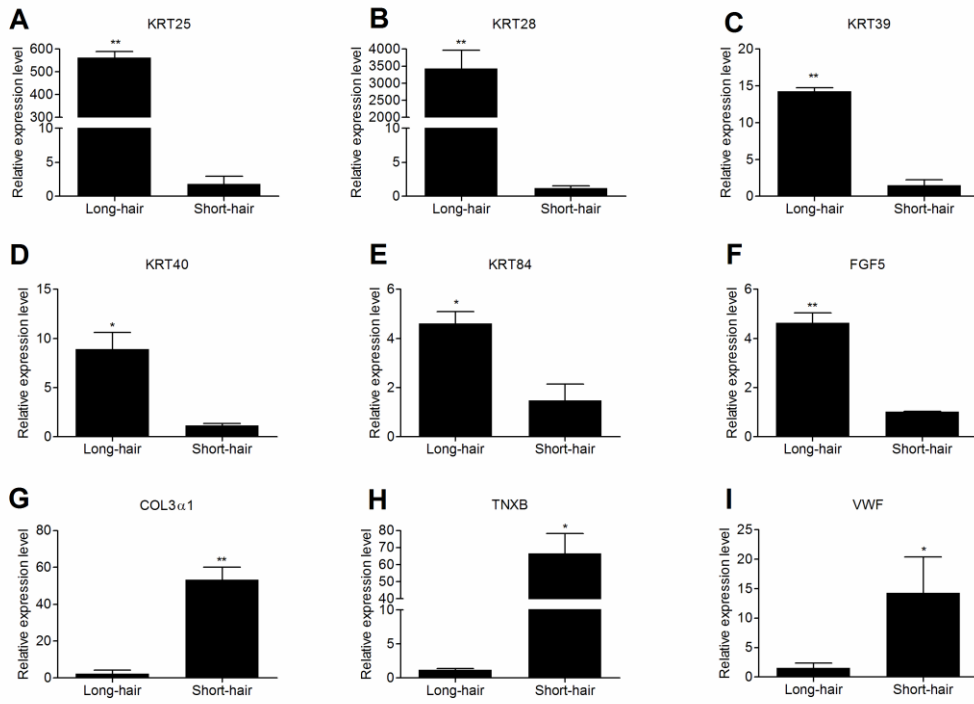 A
KRT25
Relative expression level
600
500
400
300
10
5
0
**
Long-hair
Short-hair
B
KRT28
Relative expression level
4000
3500
3000
2500
2000
10
5
0
**
Long-hair
Short-hair
C
KRT39
Relative expression level
20
15
10
5
0
**
Long-hair
Short-hair
D
KRT40
Relative expression level
15
10
5
0
*
Long-hair
Short-hair
E
KRT84
Relative expression level
6
4
2
0
*
Long-hair
Short-hair
F
FGF5
Relative expression level
6
4
2
0
**
Long-hair
Short-hair
G
COL3α1
Relative expression level
80
60
40
20
0
**
Long-hair
Short-hair
H
TNXB
Relative expression level
80
70
60
50
40
10
5
0
*
Long-hair
Short-hair
I
VWF
Relative expression level
25
20
15
10
5
0
*
Long-hair
Short-hair